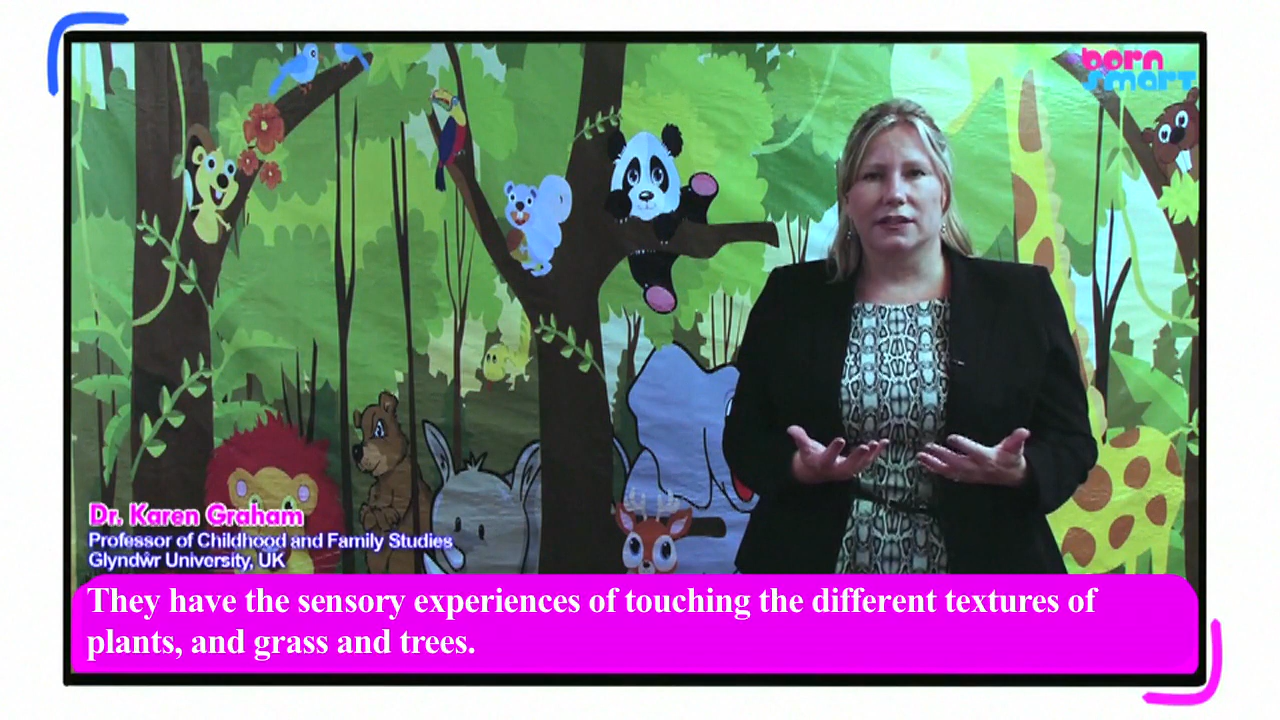 born
smart
Dr. Karen Graham
Professor of Childhood and Family Studies
Glyndŵr University, UK
They have the sensory experiences of touching the different textures of
plants, and grass and trees.